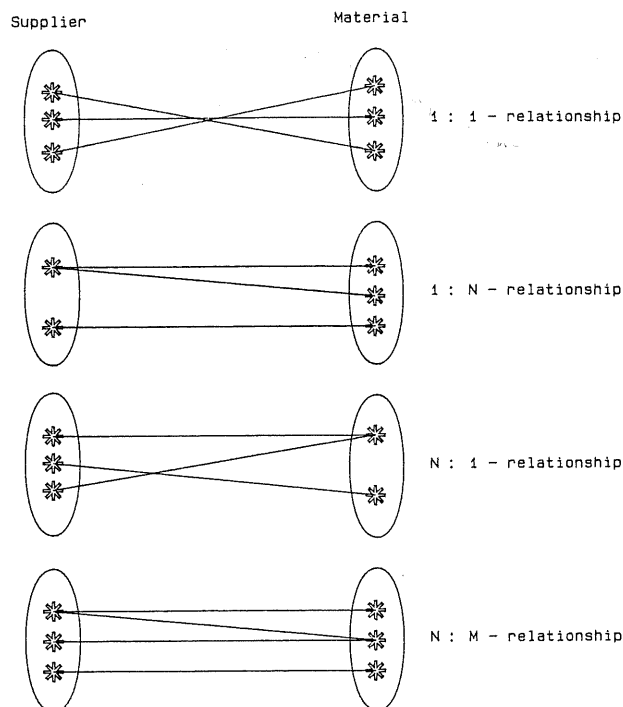 Supplier Material
1 : 1 - relationship
1 : N - relationship
N : 1 - relationship
N : M - relationship